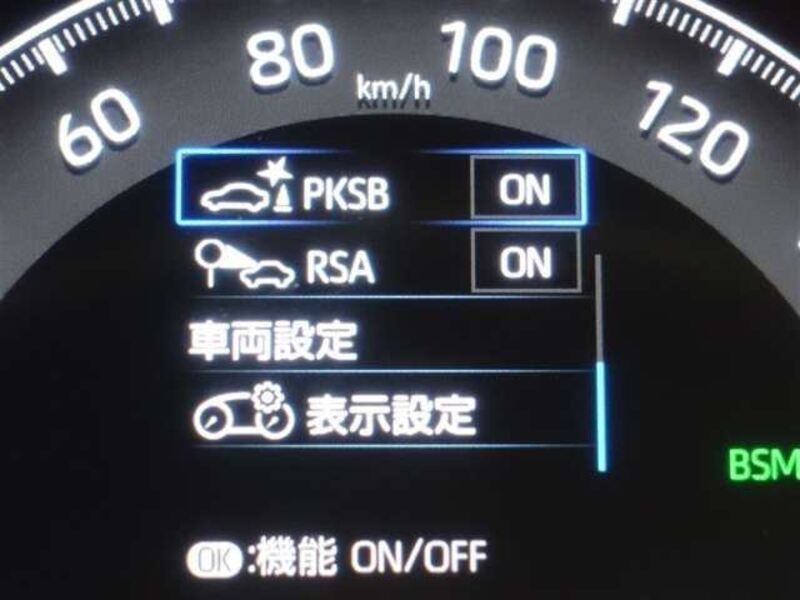 60 80 100 120
km/h
PKSB ON
RSA ON
車両設定
表示設定
BSM
OK:機能 ON/OFF